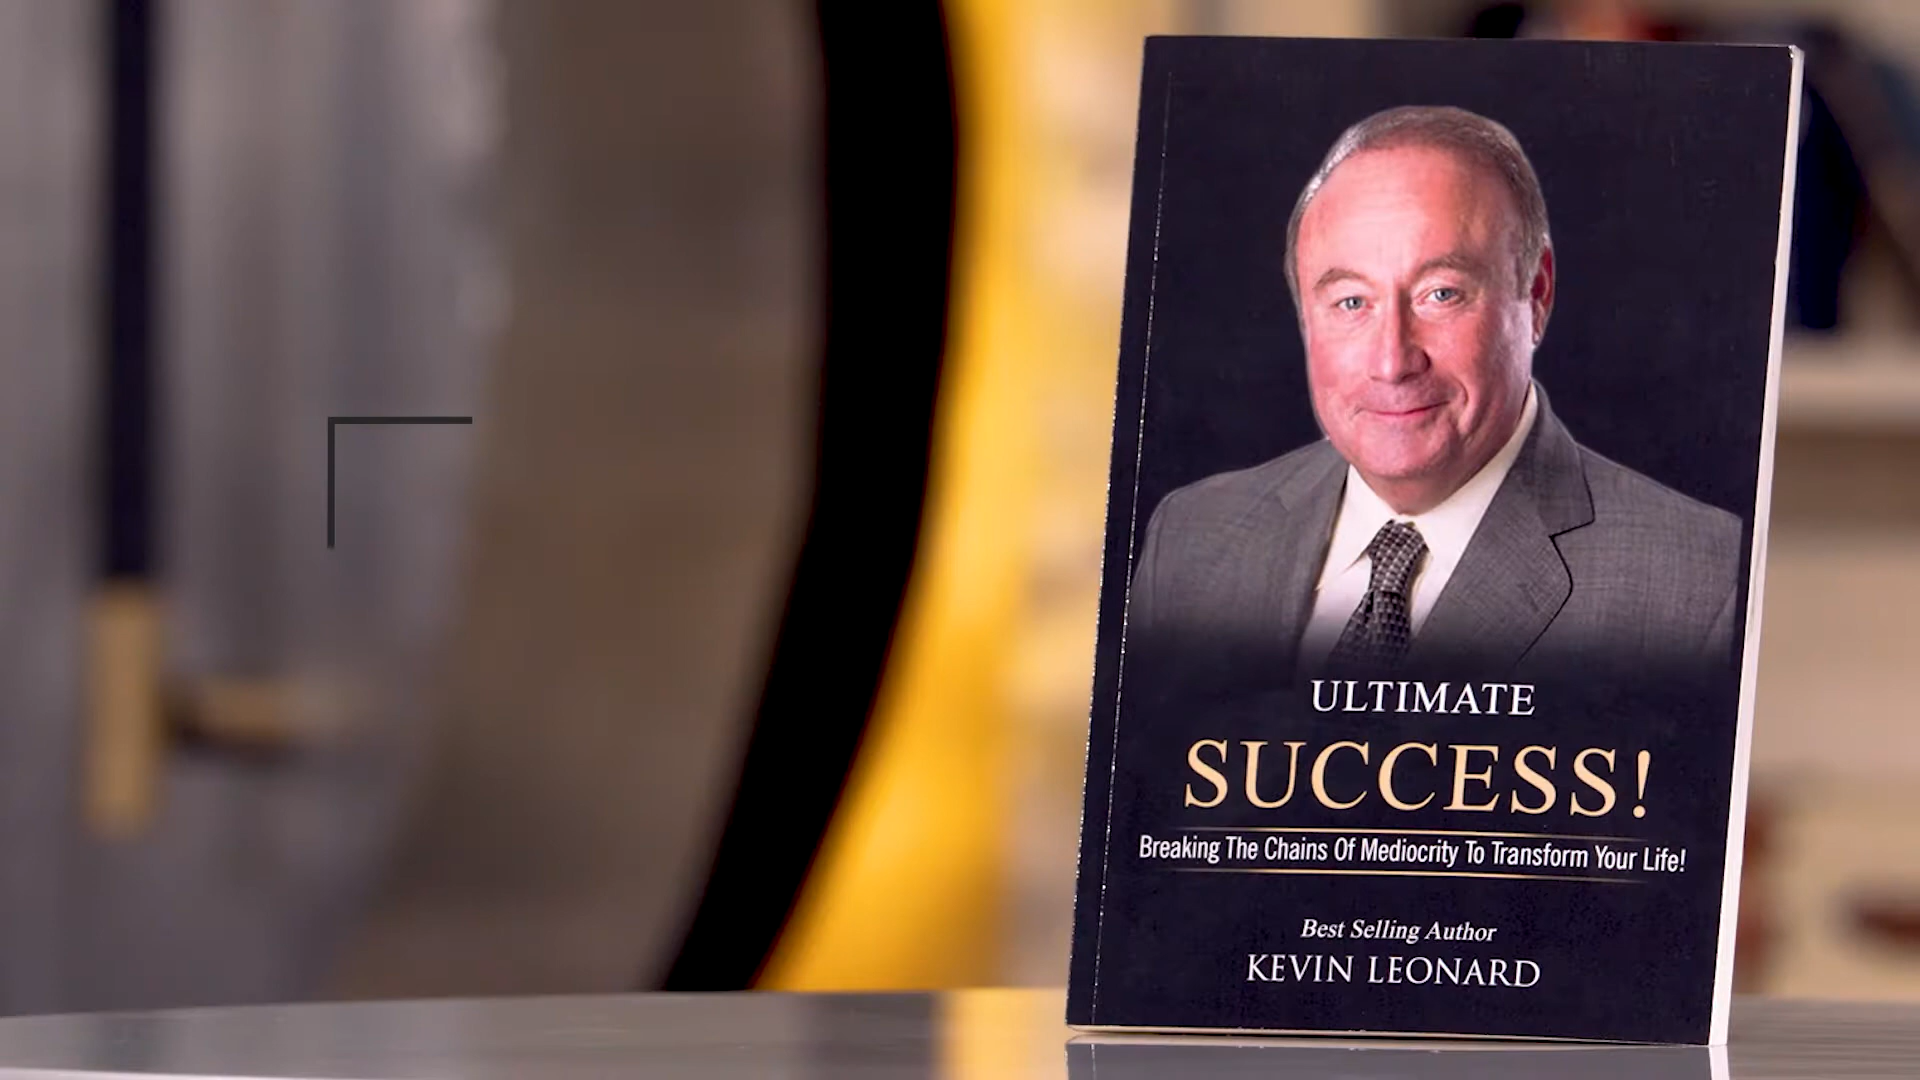 ULTIMATE
SUCCESS!
Breaking The Chains Of Mediocrity To Transform Your Life!
Best Selling Author
KEVIN LEONARD